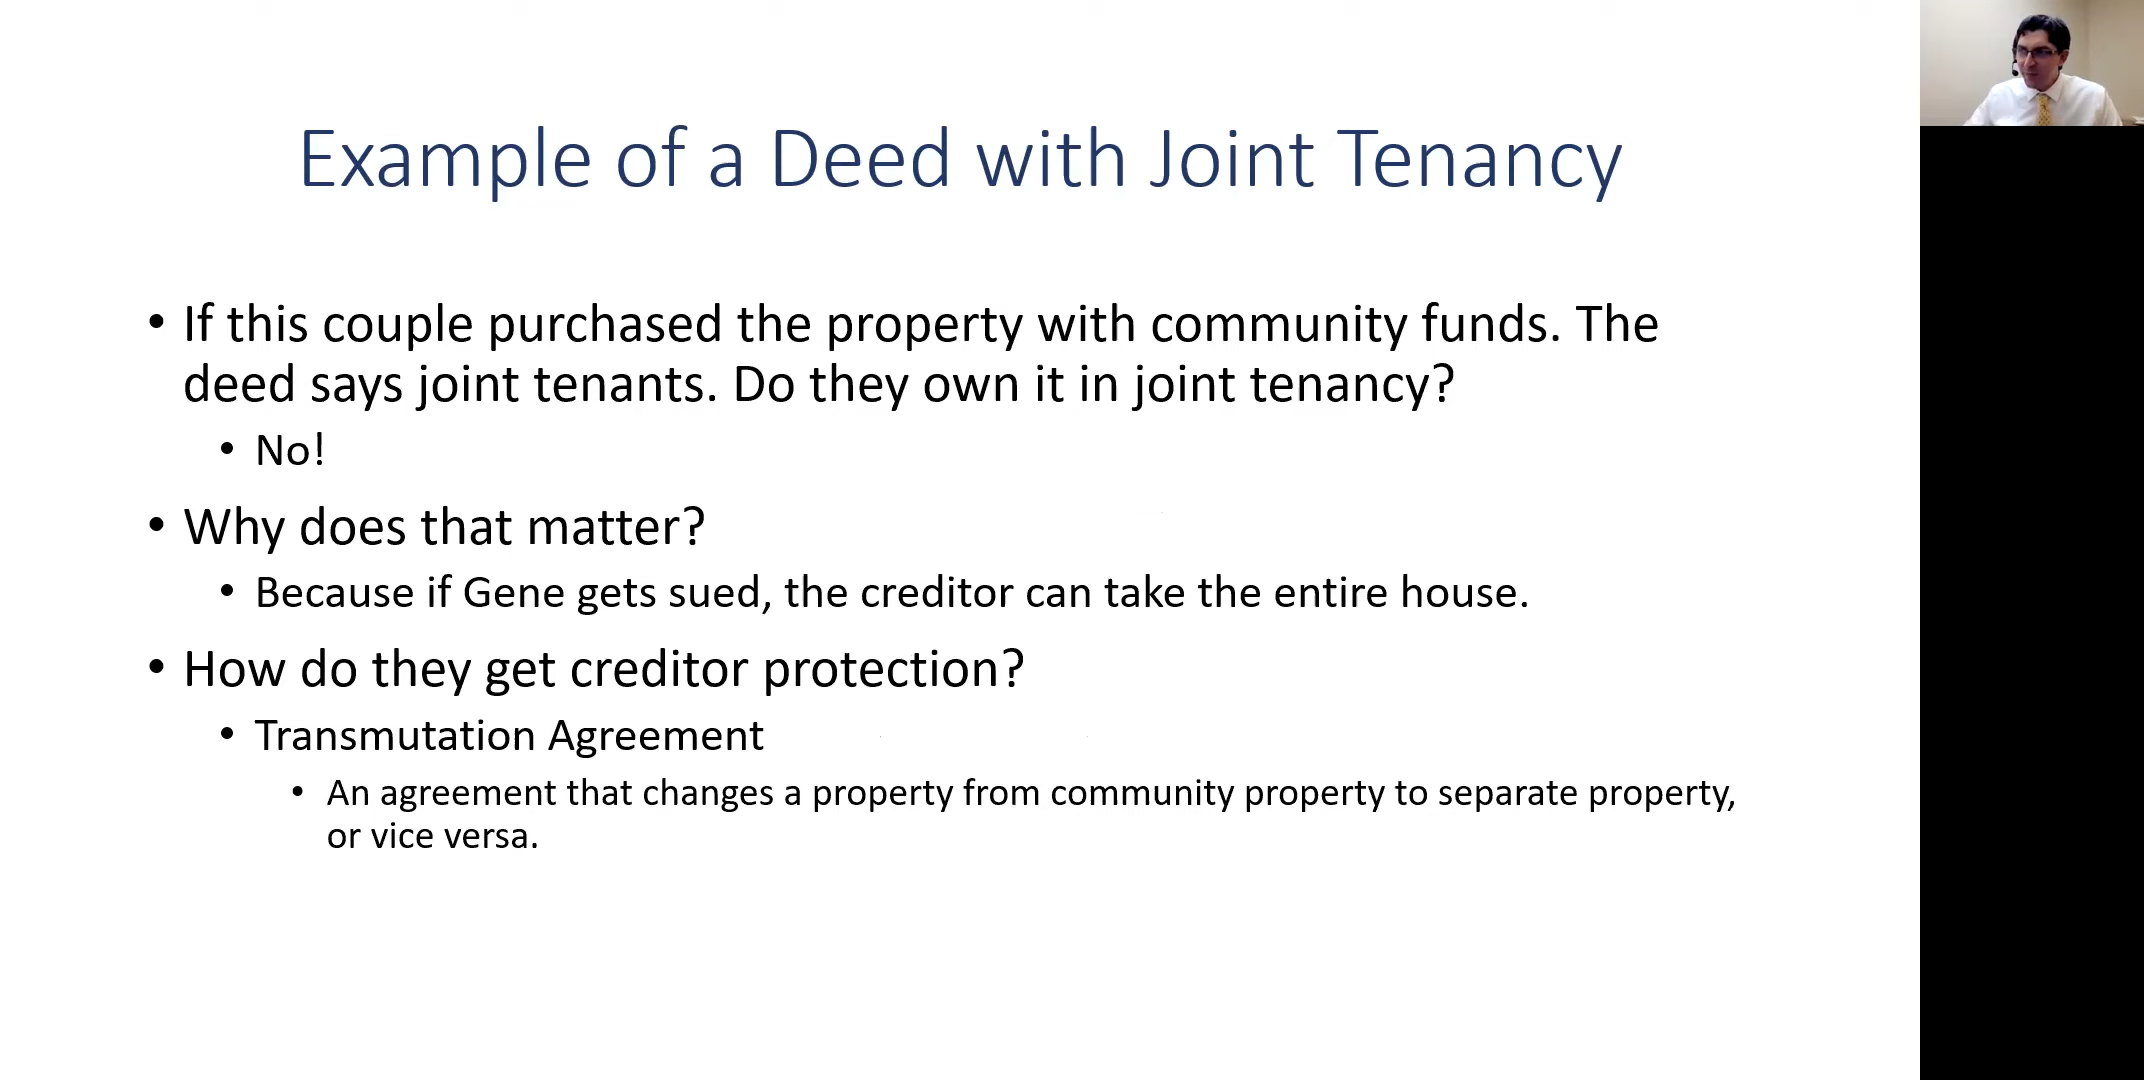 Example of a Deed with Joint Tenancy
• If this couple purchased the property with community funds. The
deed says joint tenants. Do they own it in joint tenancy?
• No!
• Why does that matter?
• Because if Gene gets sued, the creditor can take the entire house.
• How do they get creditor protection?
• Transmutation Agreement
• An agreement that changes a property from community property to separate property,
or vice versa.